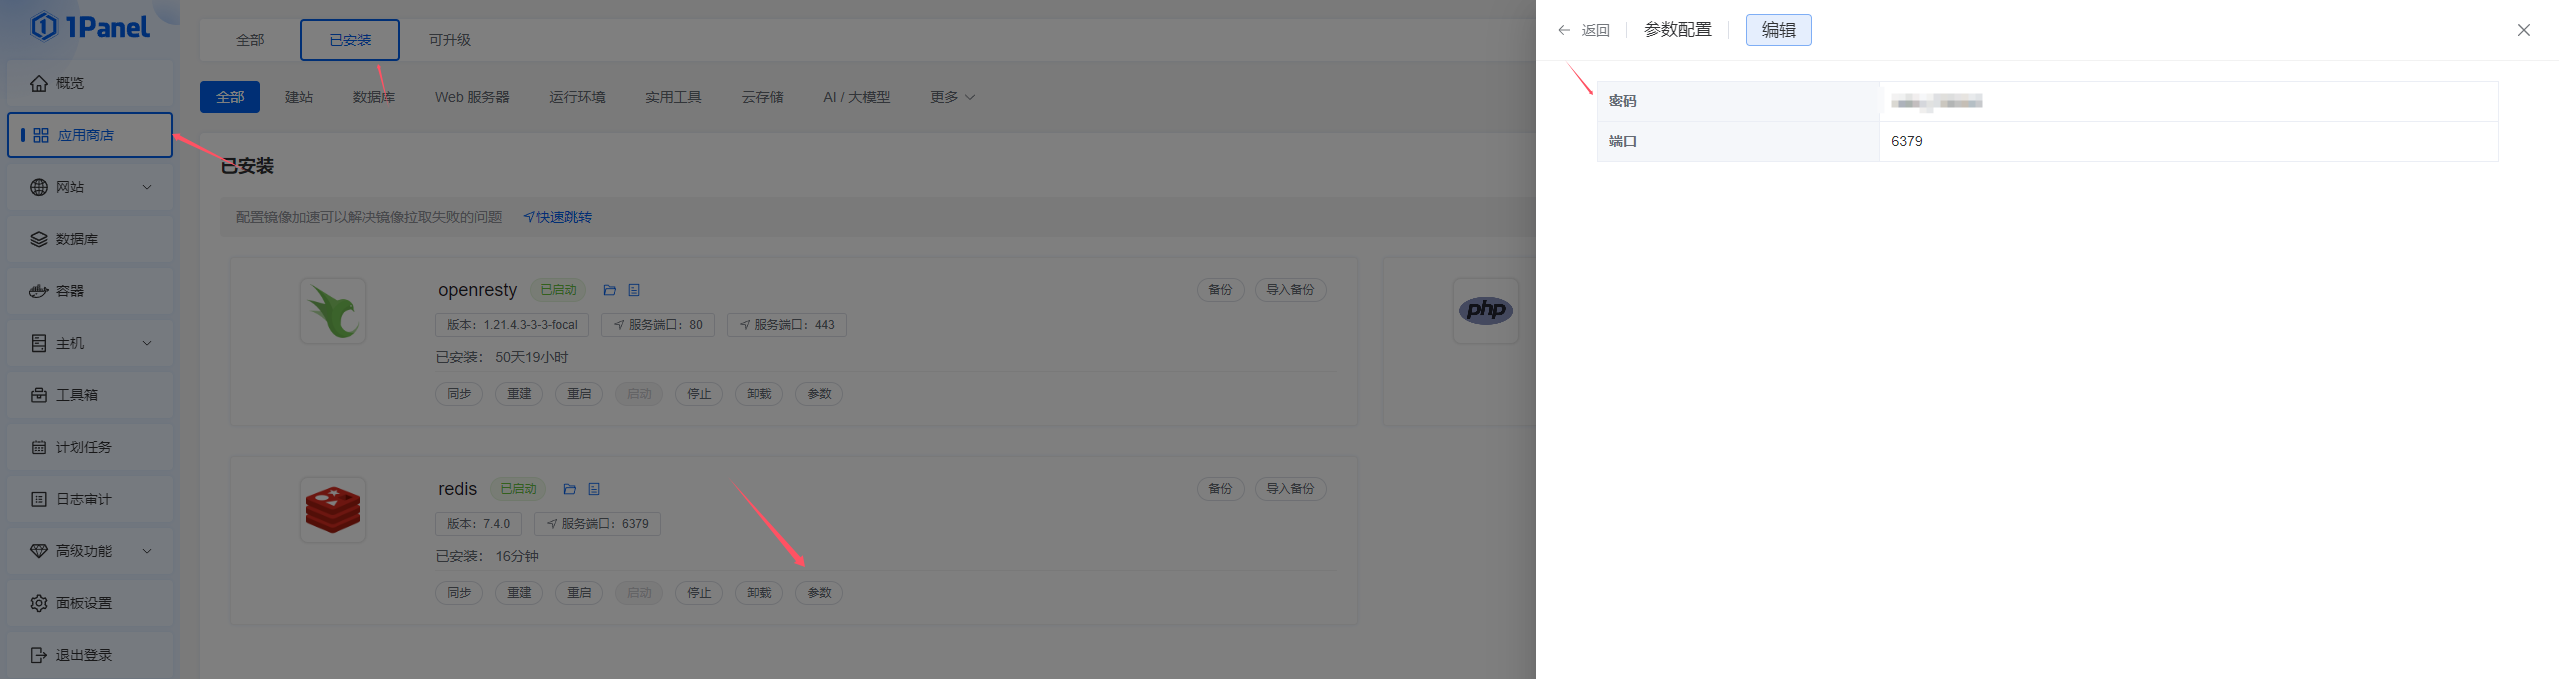 1Panel
概览
应用商店
网站
数据库
容器
主机
工具箱
计划任务
日志审计
高级功能
面板设置
退出登录
全部 已安装 可升级
全部 建站 数据库 Web 服务器 运行环境 实用工具 云存储 AI / 大模型 更多
已安装
配置镜像加速可以解决镜像拉取失败的问题 快速跳转
openresty 已启动 备份 导入备份
版本：1.21.4.3-3-3-focal 服务端口：80 服务端口：443
已安装： 50天19小时
同步 重建 重启 启动 停止 卸载 参数
php
redis 已启动 备份 导入备份
版本：7.4.0 服务端口：6379
已安装： 16分钟
同步 重建 重启 启动 停止 卸载 参数
返回 参数配置 编辑
密码
端口 6379